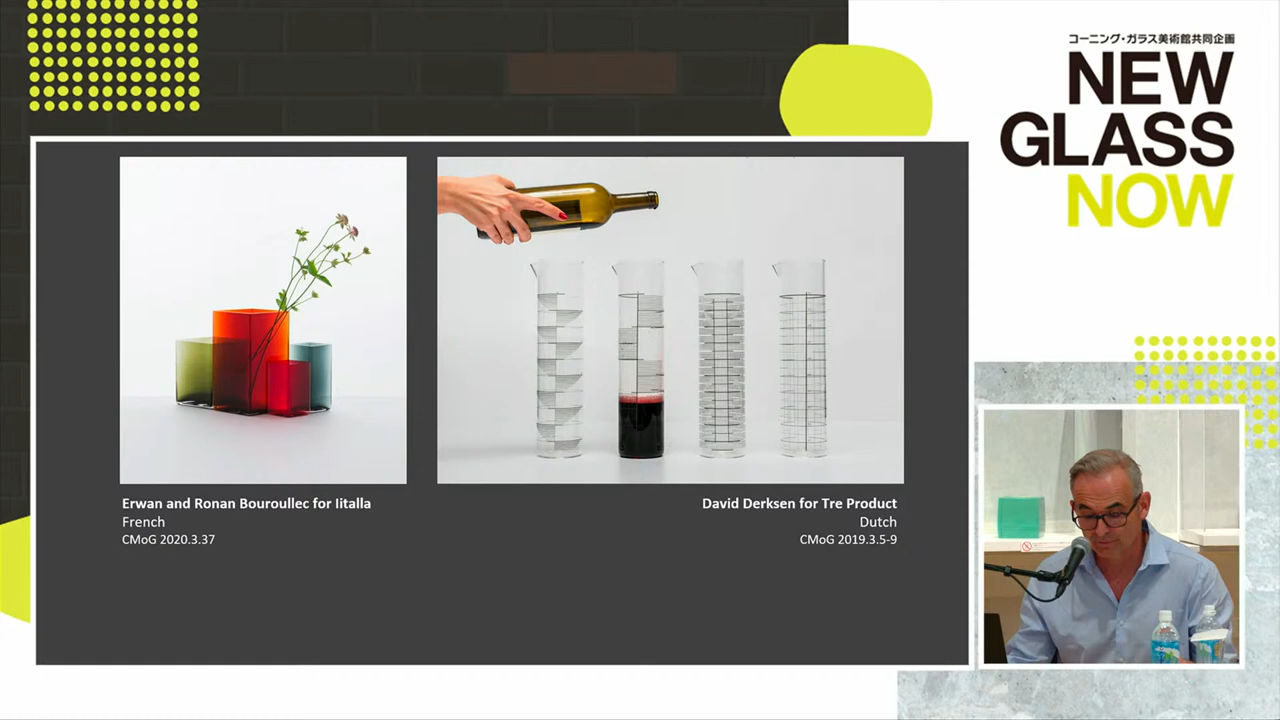 コーニング・ガラス美術館共同企画
NEW
GLASS
NOW
Erwan and Ronan Bouroullec for Iitalla
French
CMoG 2020.3.37
David Derksen for Tre Product
Dutch
CMoG 2019.3.5-9